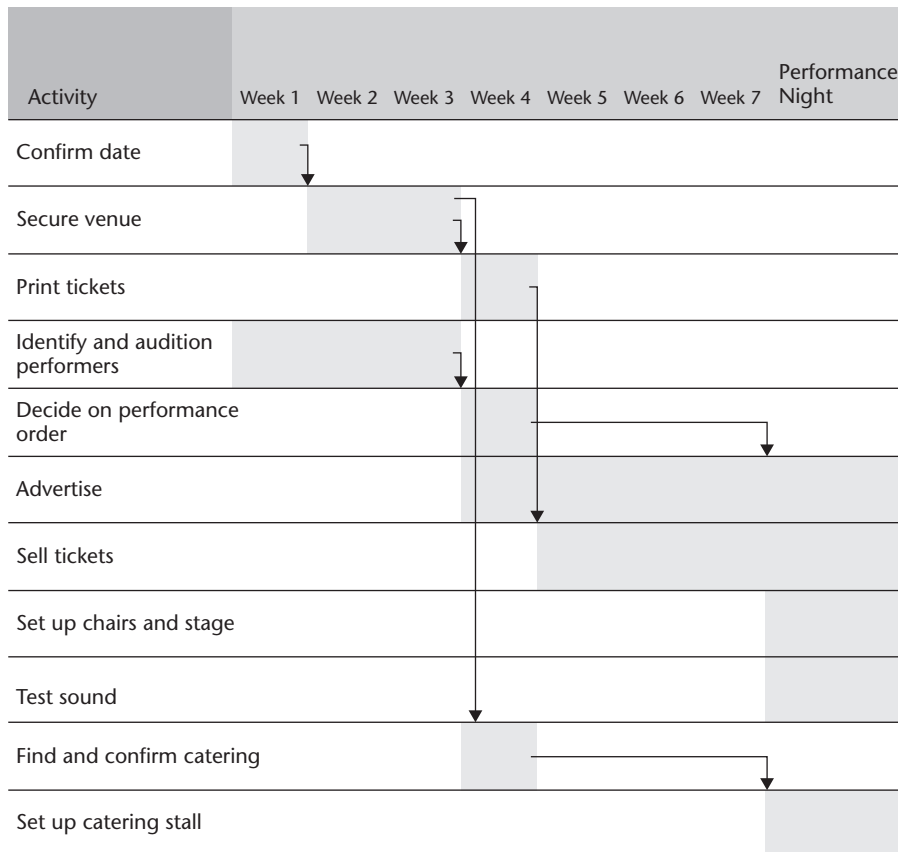 Performance
Activity Week 1 Week 2 Week 3 Week 4 Week 5 Week 6 Week 7 Night
Confirm date
Secure venue
Print tickets
Identify and audition
performers
Decide on performance
order
Advertise
Sell tickets
Set up chairs and stage
Test sound
Find and confirm catering
Set up catering stall